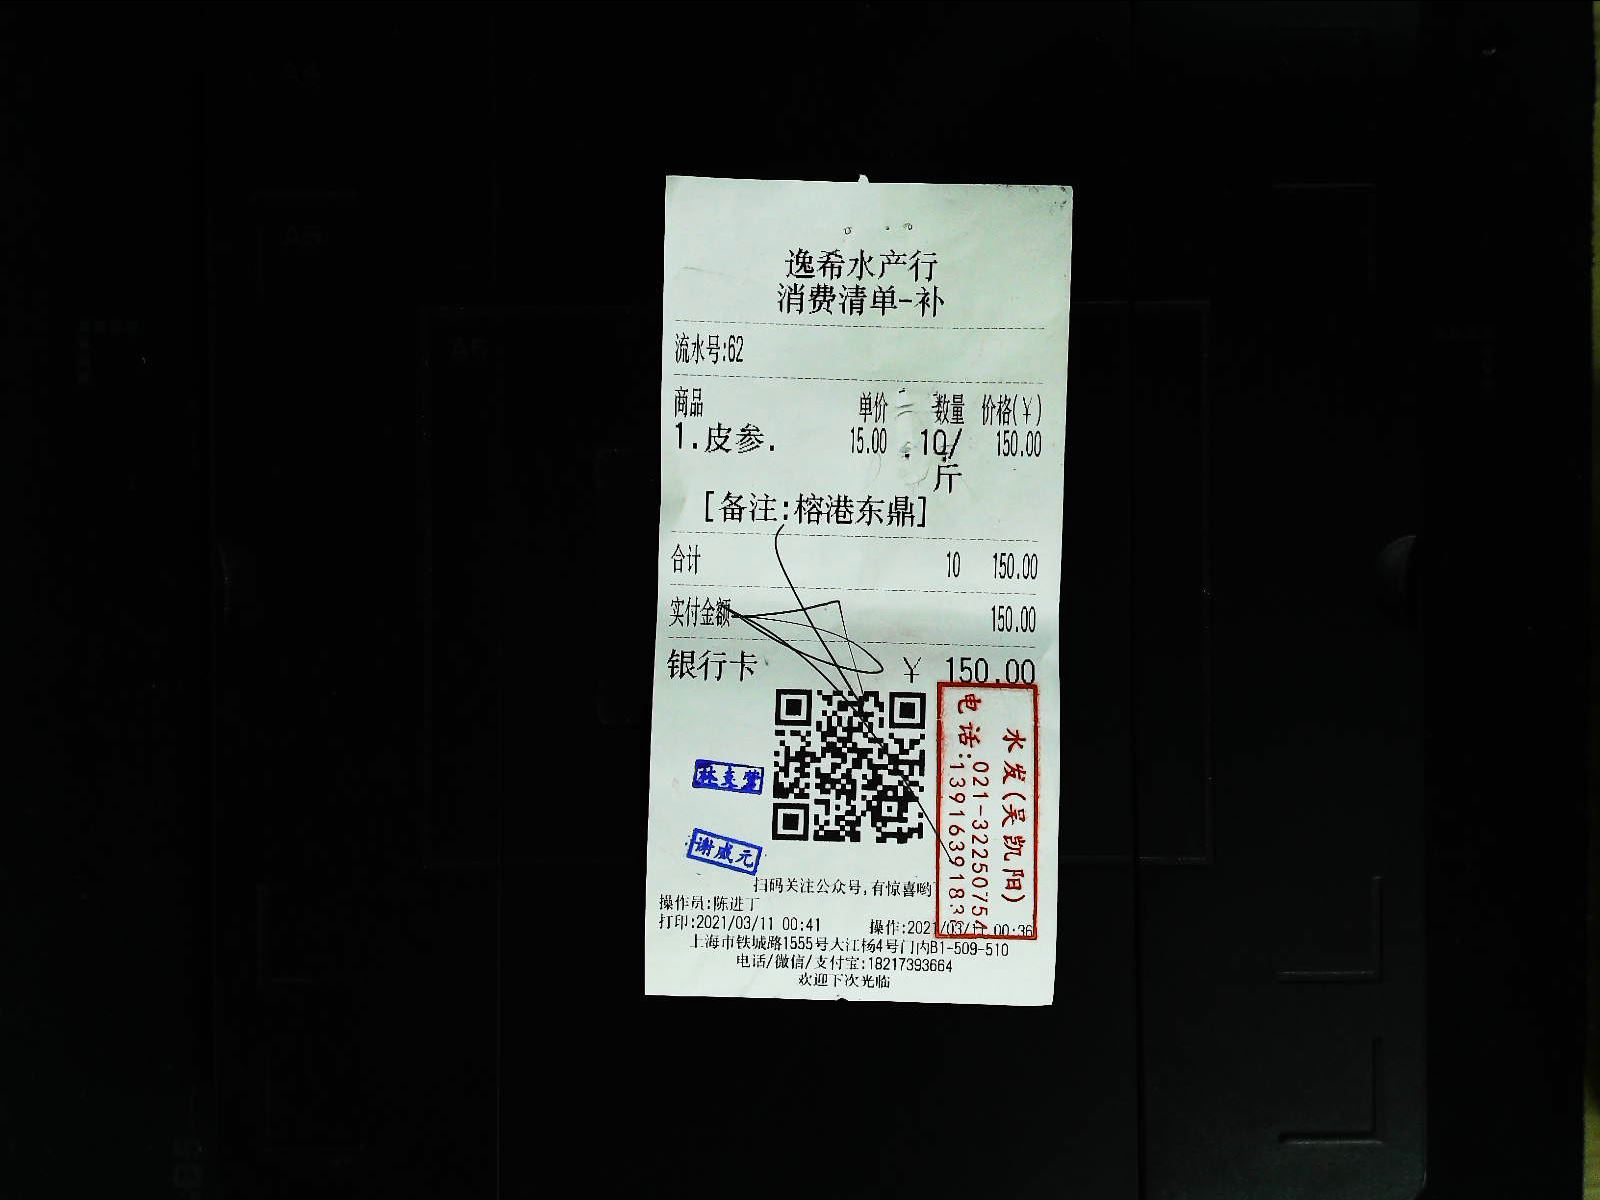 逸希水产行
消费清单-补
流水号:62
商品 单价 数量 价格(¥)
1.皮参. 15.00 10/斤 150.00
[备注:榕港东鼎]
合计 10 150.00
实付金额 150.00
银行卡 ¥ 150.00
水发(吴凯阳)
电话:021-32250754
1391639183
林支莺
谢成元
扫码关注公众号,有惊喜哟
操作员:陈进丁
打印:2021/03/11 00:41 操作:2021/03/11 00:36
上海市铁城路1555号大江杨4号门内B1-509-510
电话/微信/支付宝:18217393664
欢迎下次光临
A5
A6